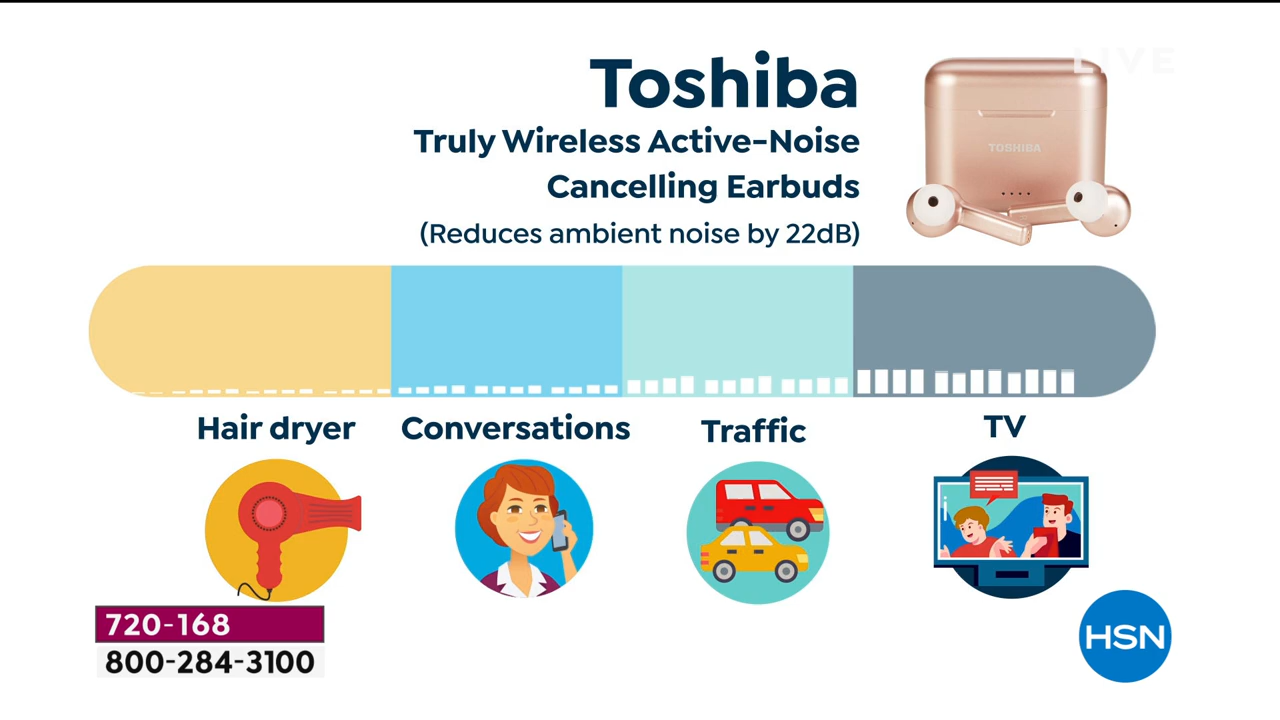 LIVE
Toshiba
Truly Wireless Active-Noise
Cancelling Earbuds
(Reduces ambient noise by 22dB)
TOSHIBA
Hair dryer
Conversations
Traffic
TV
720-168
800-284-3100
HSN